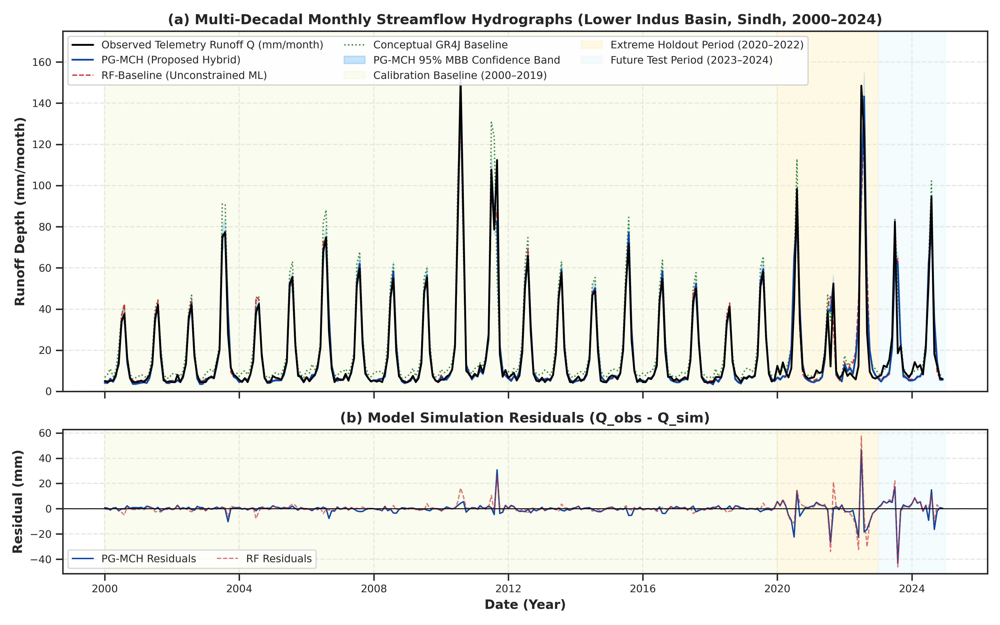 (a) Multi-Decadal Monthly Streamflow Hydrographs (Lower Indus Basin, Sindh, 2000–2024)
Observed Telemetry Runoff Q (mm/month)
PG-MCH (Proposed Hybrid)
RF-Baseline (Unconstrained ML)
Conceptual GR4J Baseline
PG-MCH 95% MBB Confidence Band
Calibration Baseline (2000–2019)
Extreme Holdout Period (2020–2022)
Future Test Period (2023–2024)
Runoff Depth (mm/month)
160
140
120
100
80
60
40
20
0
(b) Model Simulation Residuals (Q_obs - Q_sim)
Residual (mm)
60
40
20
0
−20
−40
PG-MCH Residuals
RF Residuals
2000
2004
2008
2012
2016
2020
2024
Date (Year)